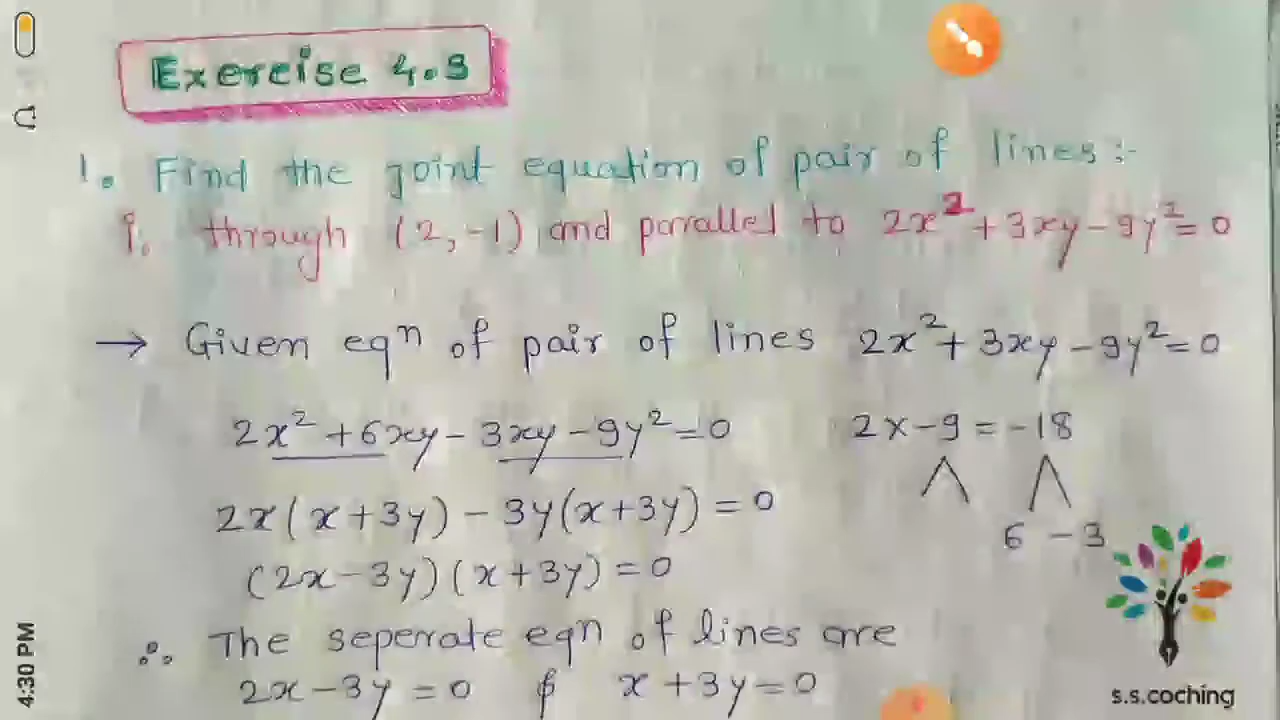 Exercise 4.3
1. Find the joint equation of pair of lines :-
i. through (2,-1) and parallel to 2x²+3xy-9y²=0
→ Given eqⁿ of pair of lines 2x²+3xy-9y²=0
2x²+6xy-3xy-9y²=0 2x-9=-18
2x(x+3y)-3y(x+3y)=0
6 -3
(2x-3y)(x+3y)=0
∴ The seperate eqn of lines are
2x-3y=0 & x+3y=0
s.s.coching
4:30 PM